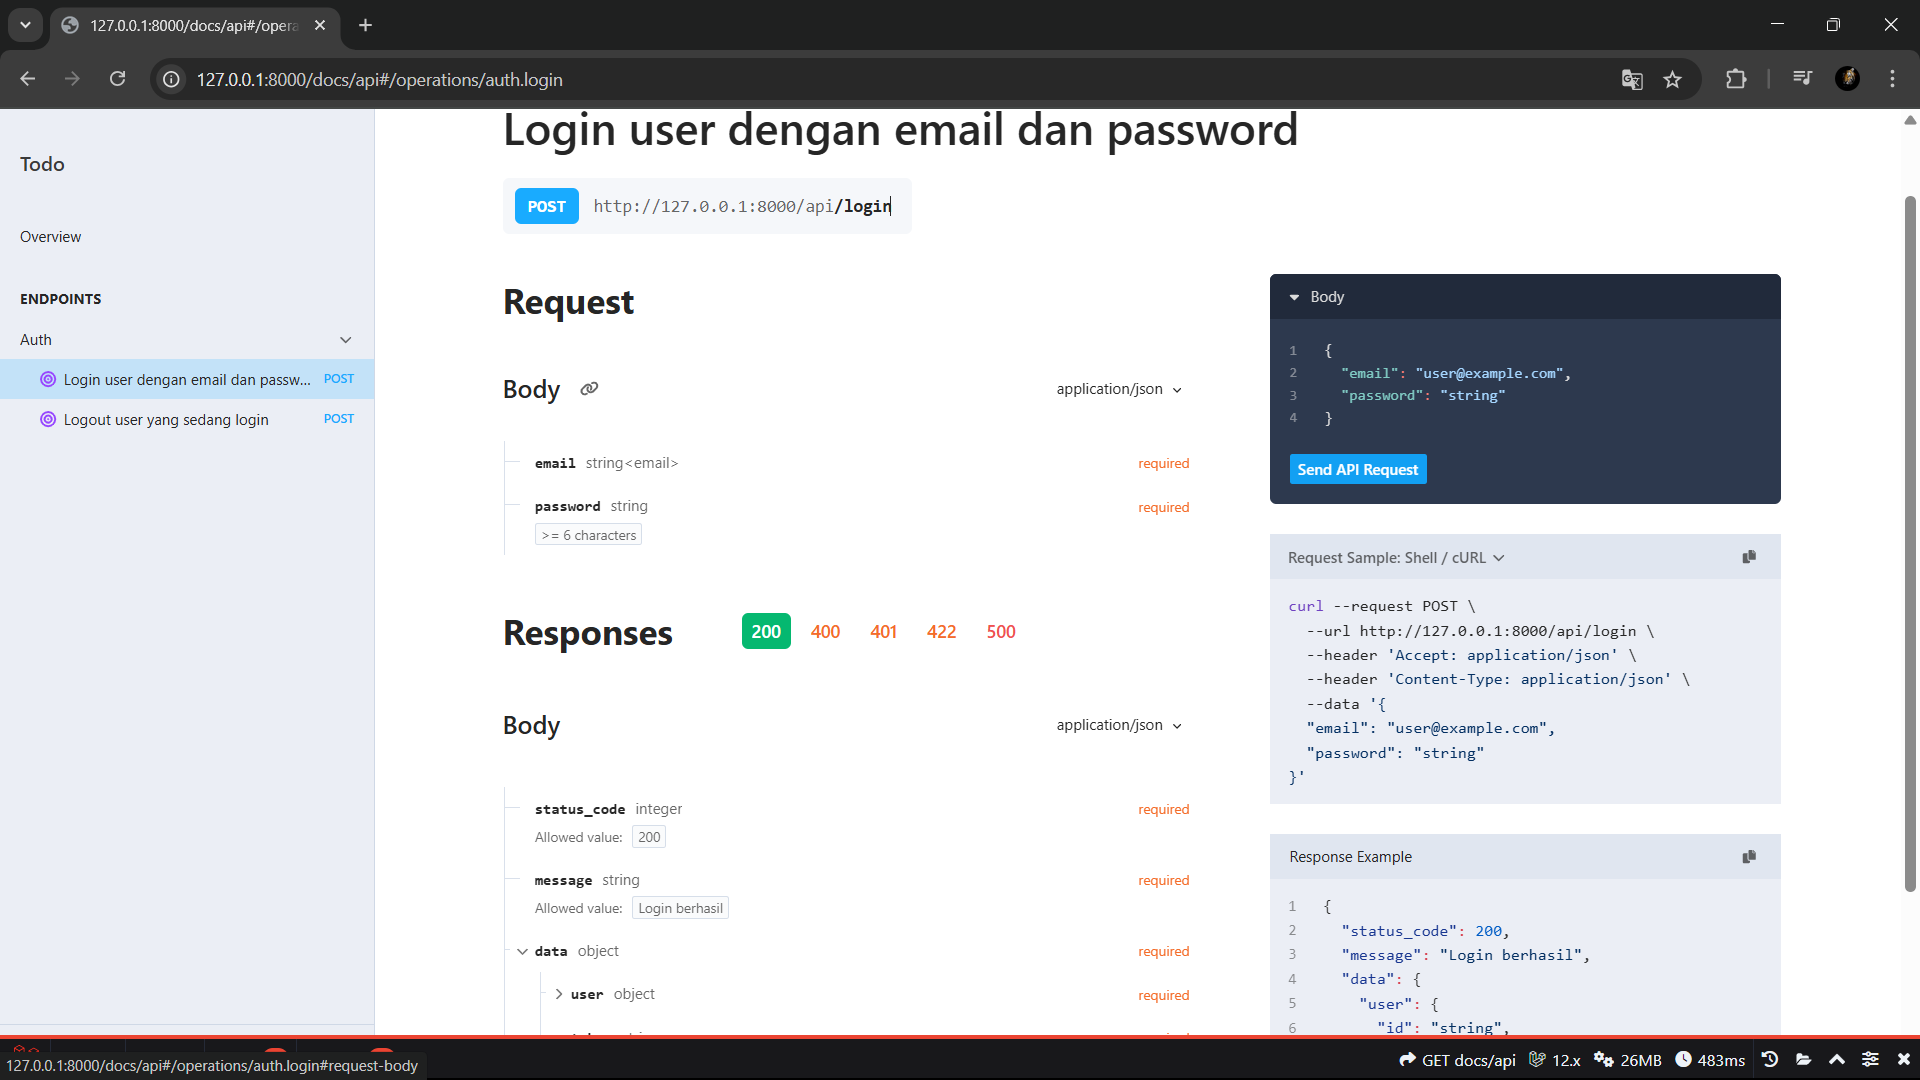 127.0.0.1:8000/docs/api#/opera
127.0.0.1:8000/docs/api#/operations/auth.login
Todo
Overview
ENDPOINTS
Auth
Login user dengan email dan passw... POST
Logout user yang sedang login POST
Login user dengan email dan password
POST http://127.0.0.1:8000/api/login
Request
Body application/json
email string<email> required
password string required
>= 6 characters
Responses 200 400 401 422 500
Body application/json
status_code integer required
Allowed value: 200
message string required
Allowed value: Login berhasil
data object required
user object required
Body
1 {
2 "email": "user@example.com",
3 "password": "string"
4 }
Send API Request
Request Sample: Shell / cURL
curl --request POST \
--url http://127.0.0.1:8000/api/login \
--header 'Accept: application/json' \
--header 'Content-Type: application/json' \
--data '{
"email": "user@example.com",
"password": "string"
}'
Response Example
1 {
2 "status_code": 200,
3 "message": "Login berhasil",
4 "data": {
5 "user": {
6 "id": "string",
127.0.0.1:8000/docs/api#/operations/auth.login#request-body
GET docs/api 12.x 26MB 483ms